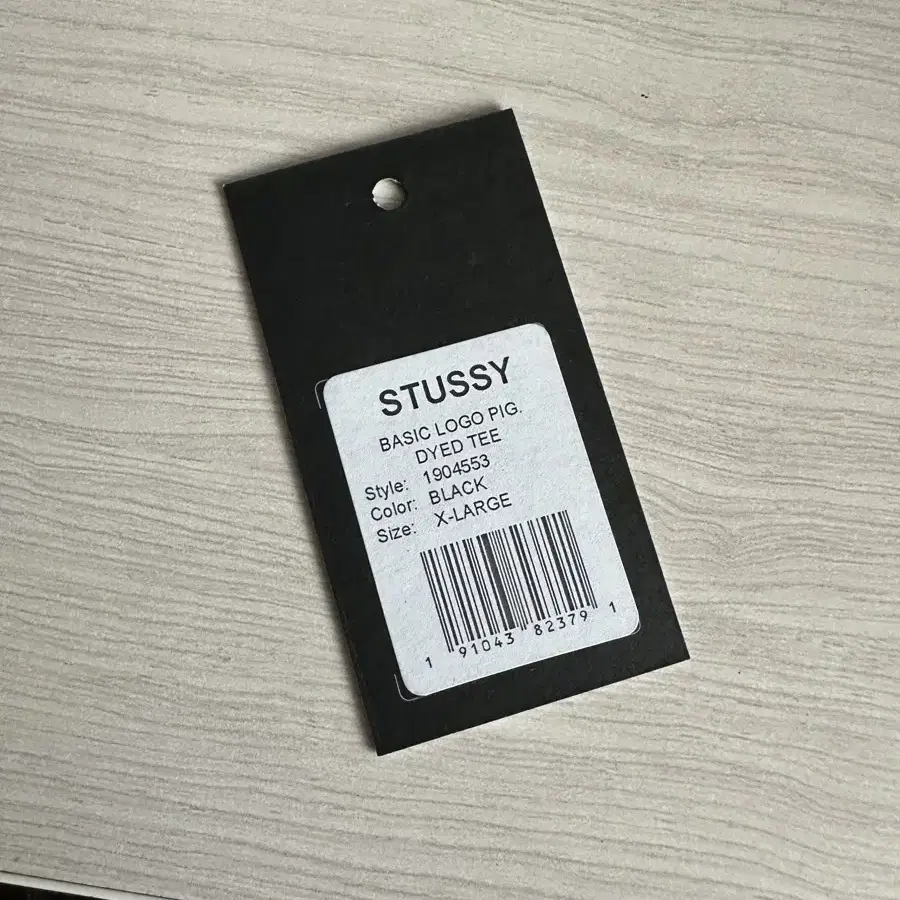 STUSSY
BASIC LOGO PIG.
DYED TEE
Style: 1904553
Color: BLACK
Size: X-LARGE
1 91043 82379 1